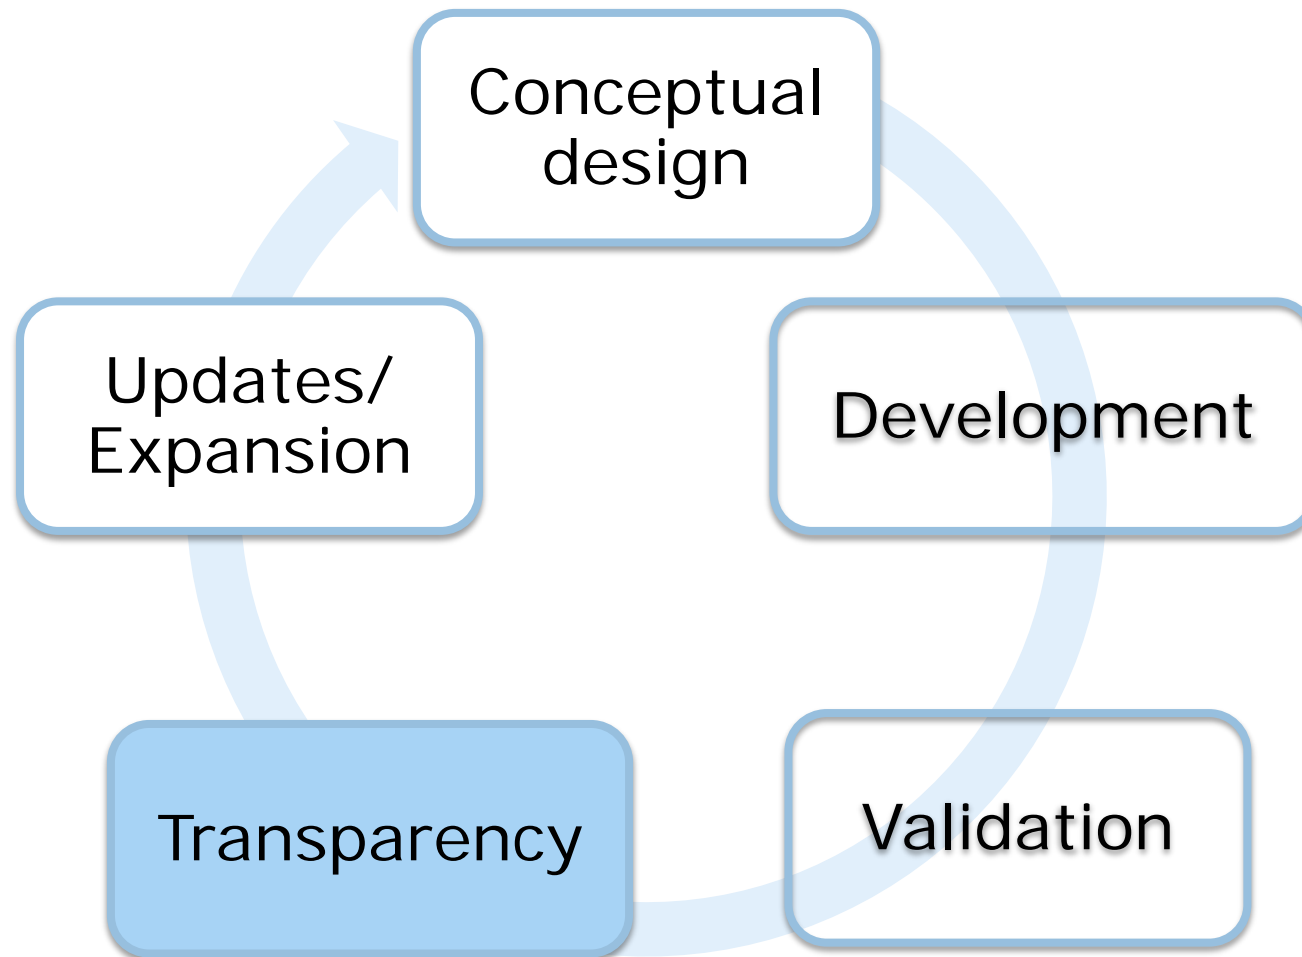 Conceptual
design
Development
Validation
Transparency
Updates/
Expansion